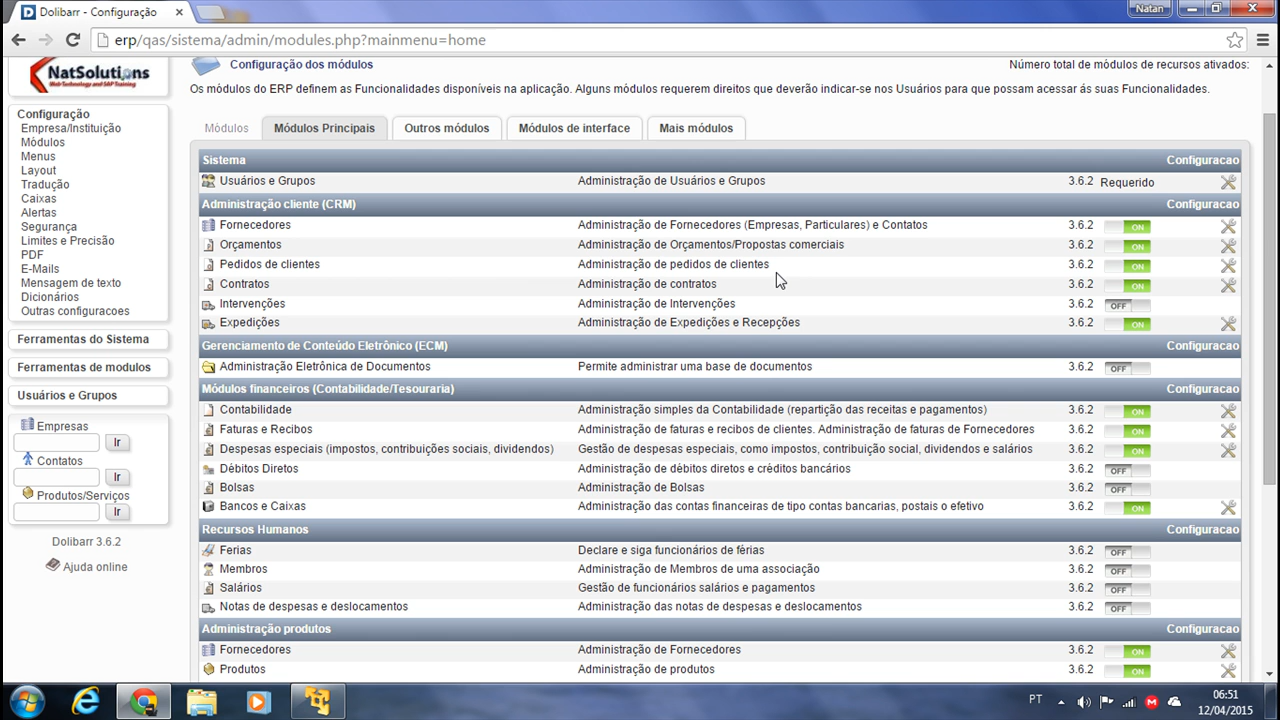 Dolibarr - Configuração
Natan
erp/qas/sistema/admin/modules.php?mainmenu=home
NatSolutions
Web Technology and SAP Training
Configuração dos módulos
Número total de módulos de recursos ativados:
Os módulos do ERP definem as Funcionalidades disponíveis na aplicação. Alguns módulos requerem direitos que deverão indicar-se nos Usuários para que possam acessar ás suas Funcionalidades.
Configuração
Empresa/Instituição
Módulos
Menus
Layout
Tradução
Caixas
Alertas
Segurança
Limites e Precisão
PDF
E-Mails
Mensagem de texto
Dicionários
Outras configuracoes
Ferramentas do Sistema
Ferramentas de modulos
Usuários e Grupos
Empresas
Ir
Contatos
Ir
Produtos/Serviços
Ir
Dolibarr 3.6.2
Ajuda online
Módulos Módulos Principais Outros módulos Módulos de interface Mais módulos
Sistema Configuracao
Usuários e Grupos Administração de Usuários e Grupos 3.6.2 Requerido
Administração cliente (CRM) Configuracao
Fornecedores Administração de Fornecedores (Empresas, Particulares) e Contatos 3.6.2 ON
Orçamentos Administração de Orçamentos/Propostas comerciais 3.6.2 ON
Pedidos de clientes Administração de pedidos de clientes 3.6.2 ON
Contratos Administração de contratos 3.6.2 ON
Intervenções Administração de Intervenções 3.6.2 OFF
Expedições Administração de Expedições e Recepções 3.6.2 ON
Gerenciamento de Conteúdo Eletrônico (ECM) Configuracao
Administração Eletrônica de Documentos Permite administrar uma base de documentos 3.6.2 OFF
Módulos financeiros (Contabilidade/Tesouraria) Configuracao
Contabilidade Administração simples da Contabilidade (repartição das receitas e pagamentos) 3.6.2 ON
Faturas e Recibos Administração de faturas e recibos de clientes. Administração de faturas de Fornecedores 3.6.2 ON
Despesas especiais (impostos, contribuições sociais, dividendos) Gestão de despesas especiais, como impostos, contribuição social, dividendos e salários 3.6.2 ON
Débitos Diretos Administração de débitos diretos e créditos bancários 3.6.2 OFF
Bolsas Administração de Bolsas 3.6.2 OFF
Bancos e Caixas Administração das contas financeiras de tipo contas bancarias, postais o efetivo 3.6.2 ON
Recursos Humanos Configuracao
Ferias Declare e siga funcionários de férias 3.6.2 OFF
Membros Administração de Membros de uma associação 3.6.2 OFF
Salários Gestão de funcionários salários e pagamentos 3.6.2 OFF
Notas de despesas e deslocamentos Administração das notas de despesas e deslocamentos 3.6.2 OFF
Administração produtos Configuracao
Fornecedores Administração de Fornecedores 3.6.2 ON
Produtos Administração de produtos 3.6.2 ON
PT
06:51
12/04/2015